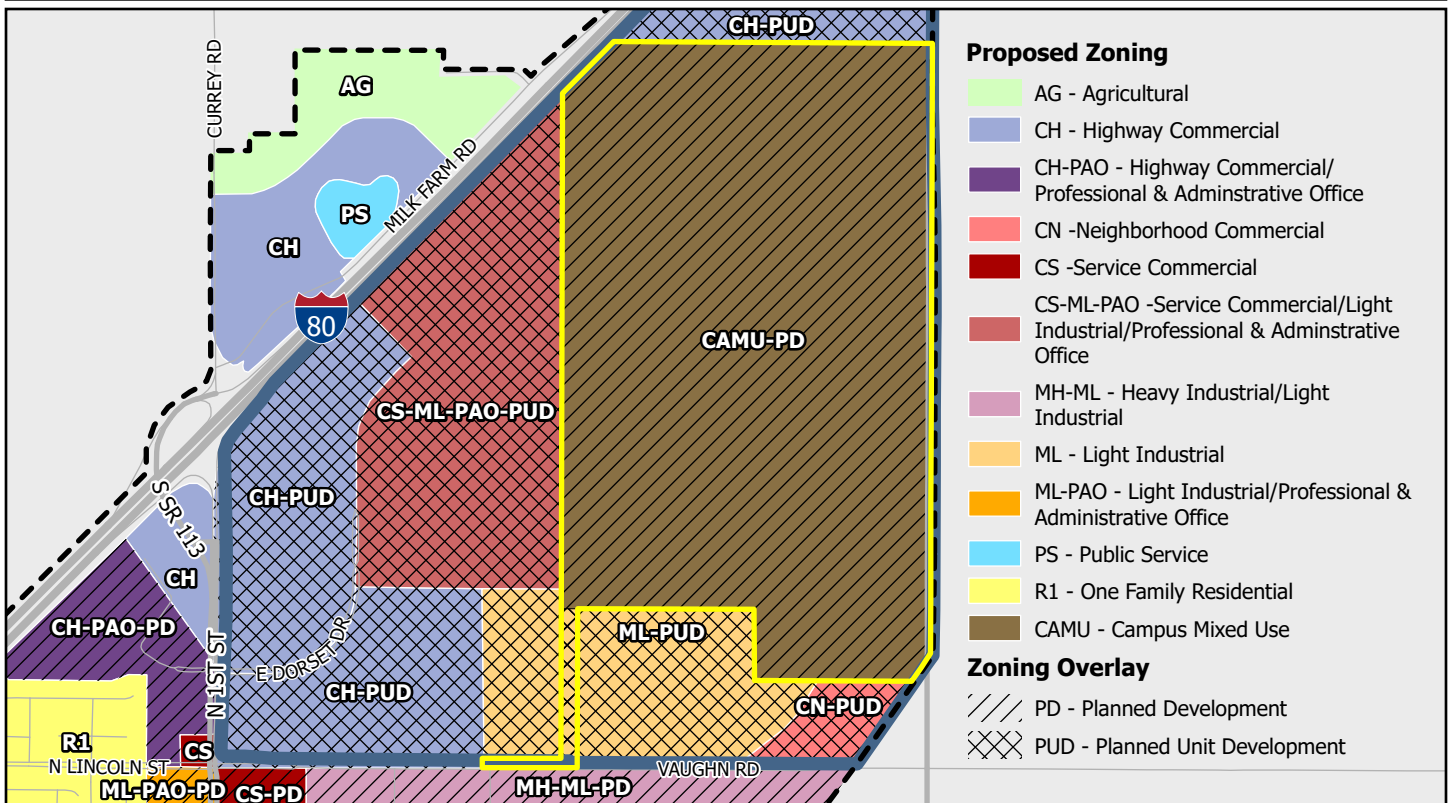 CH-PUD
CURREY RD
AG
MILK FARM RD
PS
CH
80
CAMU-PD
CS-ML-PAO-PUD
CH-PUD
S SR 113
CH
CH-PAO-PD
ML-PUD
N 1ST ST
E DORSET DR
CH-PUD
CN-PUD
R1
CS
N LINCOLN ST
VAUGHN RD
ML-PAO-PD
CS-PD
MH-ML-PD
Proposed Zoning
AG - Agricultural
CH - Highway Commercial
CH-PAO - Highway Commercial/
Professional & Adminstrative Office
CN -Neighborhood Commercial
CS -Service Commercial
CS-ML-PAO -Service Commercial/Light
Industrial/Professional & Adminstrative
Office
MH-ML - Heavy Industrial/Light
Industrial
ML - Light Industrial
ML-PAO - Light Industrial/Professional &
Administrative Office
PS - Public Service
R1 - One Family Residential
CAMU - Campus Mixed Use
Zoning Overlay
PD - Planned Development
PUD - Planned Unit Development